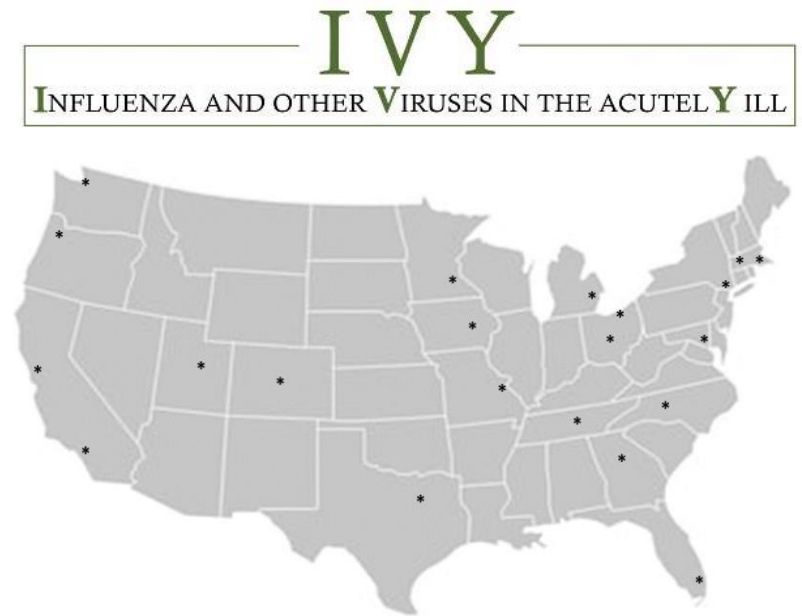 IVY
INFLUENZA AND OTHER VIRUSES IN THE ACUTELY ILL